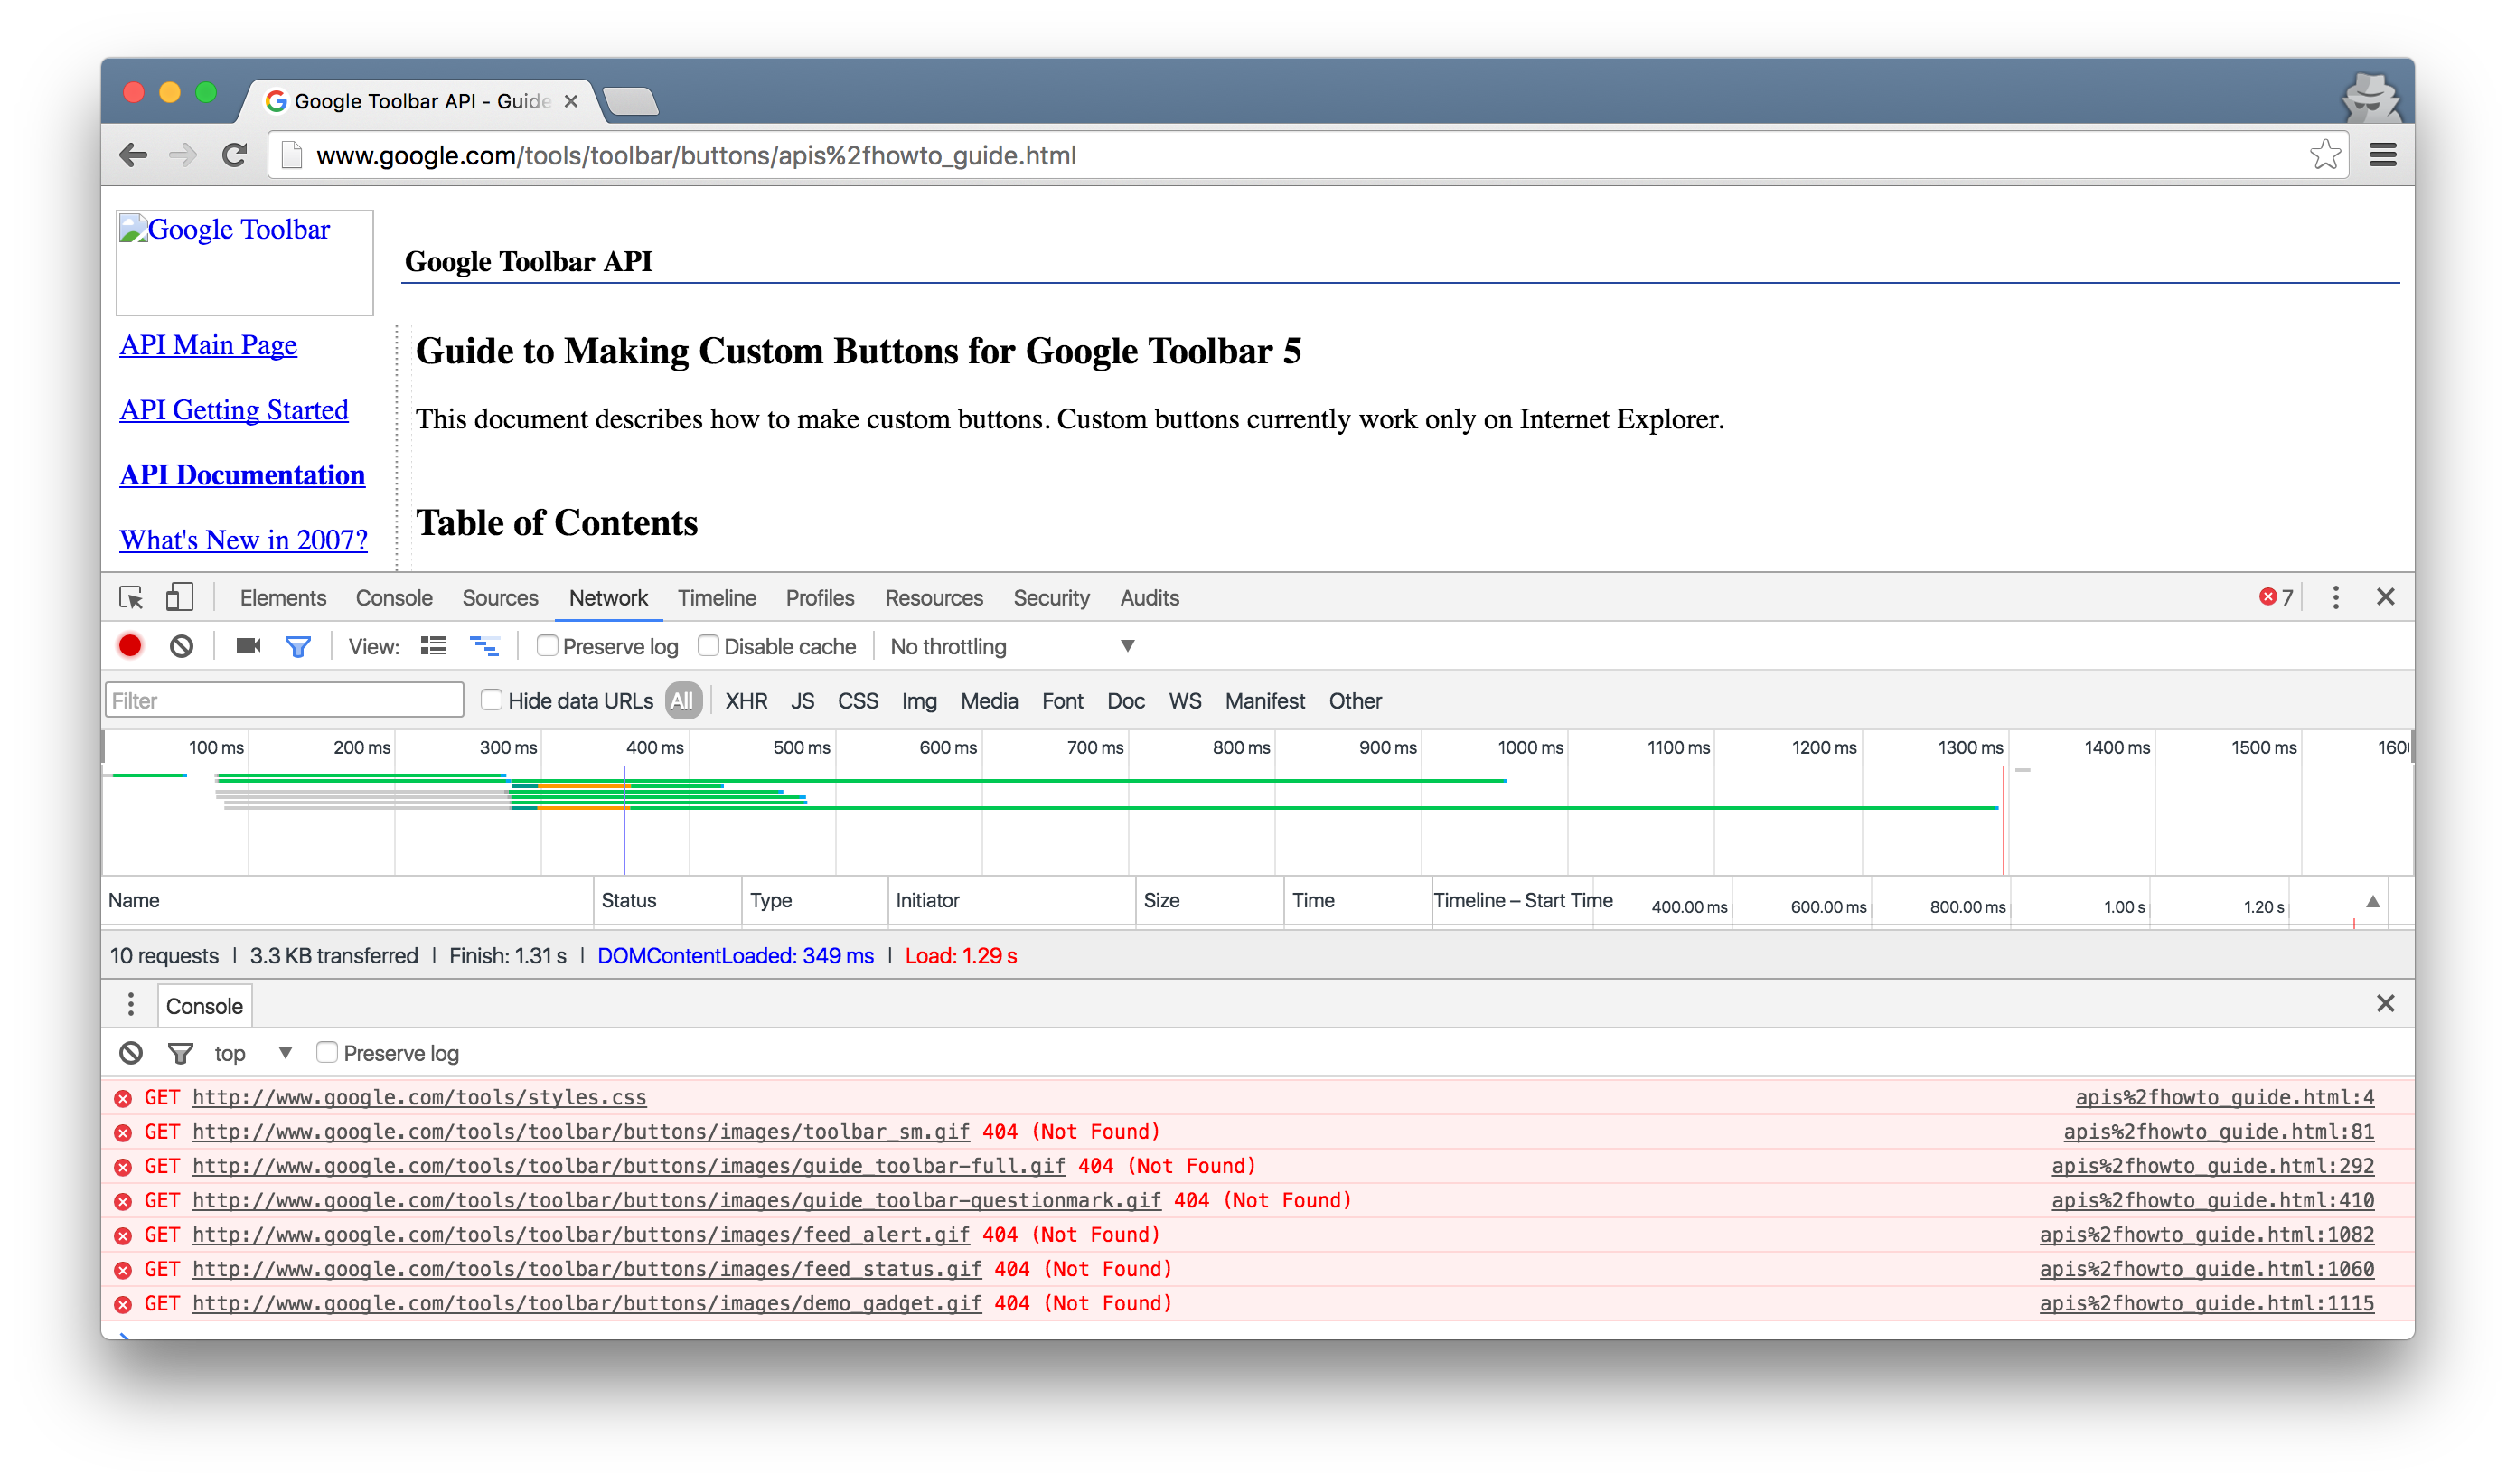 Google Toolbar API - Guide
www.google.com/tools/toolbar/buttons/apis%2fhowto_guide.html
Google Toolbar
Google Toolbar API
API Main Page
API Getting Started
API Documentation
What's New in 2007?
Guide to Making Custom Buttons for Google Toolbar 5
This document describes how to make custom buttons. Custom buttons currently work only on Internet Explorer.
Table of Contents
Elements Console Sources Network Timeline Profiles Resources Security Audits 7
View: Preserve log Disable cache No throttling
Filter Hide data URLs All XHR JS CSS Img Media Font Doc WS Manifest Other
100 ms 200 ms 300 ms 400 ms 500 ms 600 ms 700 ms 800 ms 900 ms 1000 ms 1100 ms 1200 ms 1300 ms 1400 ms 1500 ms 160
Name Status Type Initiator Size Time Timeline – Start Time 400.00 ms 600.00 ms 800.00 ms 1.00 s 1.20 s
10 requests | 3.3 KB transferred | Finish: 1.31 s | DOMContentLoaded: 349 ms | Load: 1.29 s
Console
top Preserve log
GET http://www.google.com/tools/styles.css apis%2fhowto_guide.html:4
GET http://www.google.com/tools/toolbar/buttons/images/toolbar_sm.gif 404 (Not Found) apis%2fhowto_guide.html:81
GET http://www.google.com/tools/toolbar/buttons/images/guide_toolbar-full.gif 404 (Not Found) apis%2fhowto_guide.html:292
GET http://www.google.com/tools/toolbar/buttons/images/guide_toolbar-questionmark.gif 404 (Not Found) apis%2fhowto_guide.html:410
GET http://www.google.com/tools/toolbar/buttons/images/feed_alert.gif 404 (Not Found) apis%2fhowto_guide.html:1082
GET http://www.google.com/tools/toolbar/buttons/images/feed_status.gif 404 (Not Found) apis%2fhowto_guide.html:1060
GET http://www.google.com/tools/toolbar/buttons/images/demo_gadget.gif 404 (Not Found) apis%2fhowto_guide.html:1115